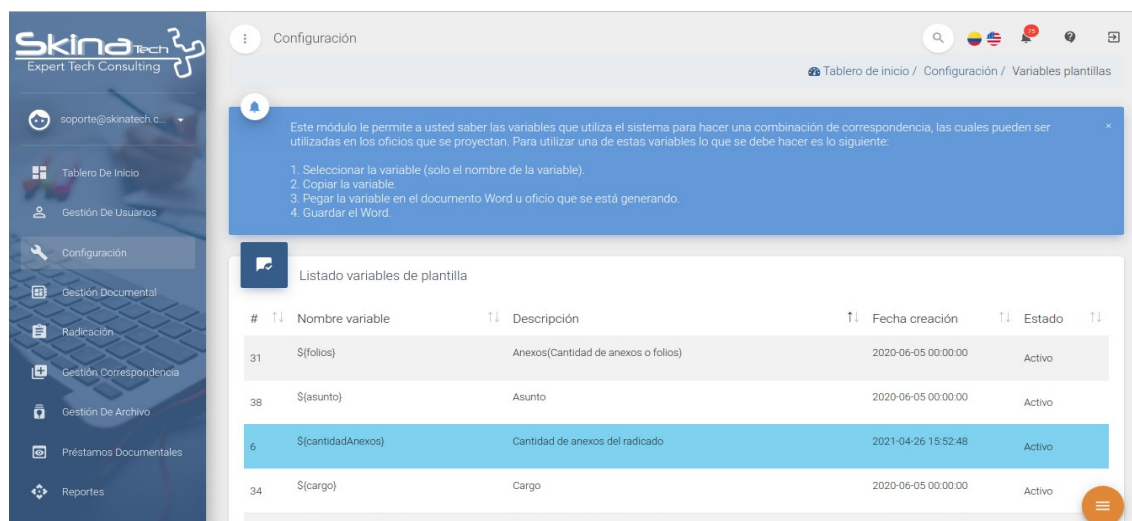 Skina Tech
Expert Tech Consulting
Configuración
75
Tablero de inicio / Configuración / Variables plantillas
soporte@skinatech.c...
Este módulo le permite a usted saber las variables que utiliza el sistema para hacer una combinación de correspondencia, las cuales pueden ser
utilizadas en los oficios que se proyectan. Para utilizar una de estas variables lo que se debe hacer es lo siguiente:
×
1. Seleccionar la variable (solo el nombre de la variable).
2. Copiar la variable.
3. Pegar la variable en el documento Word u oficio que se está generando.
4. Guardar el Word.
Tablero De Inicio
Gestión De Usuarios
Configuración
Gestión Documental
Radicación
Gestión Correspondencia
Gestión De Archivo
Préstamos Documentales
Reportes
Listado variables de plantilla
# Nombre variable Descripción Fecha creación Estado
31 ${folios} Anexos(Cantidad de anexos o folios) 2020-06-05 00:00:00 Activo
38 ${asunto} Asunto 2020-06-05 00:00:00 Activo
6 ${cantidadAnexos} Cantidad de anexos del radicado 2021-04-26 15:52:48 Activo
34 ${cargo} Cargo 2020-06-05 00:00:00 Activo